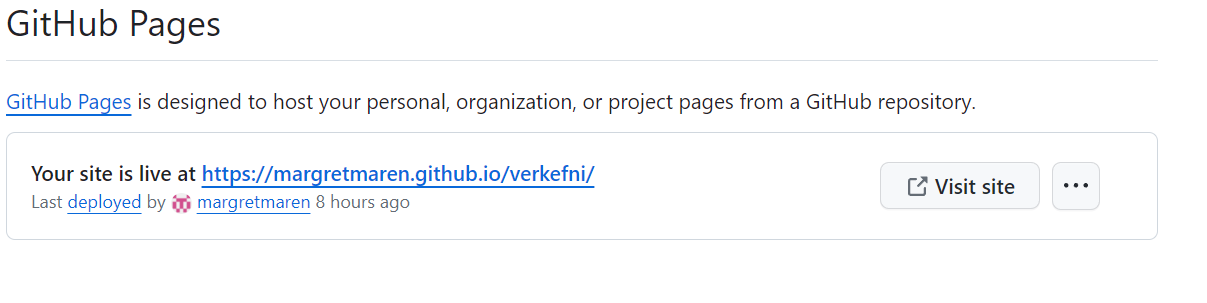 GitHub Pages
GitHub Pages is designed to host your personal, organization, or project pages from a GitHub repository.
Your site is live at https://margretmaren.github.io/verkefni/
Last deployed by margretmaren 8 hours ago
Visit site